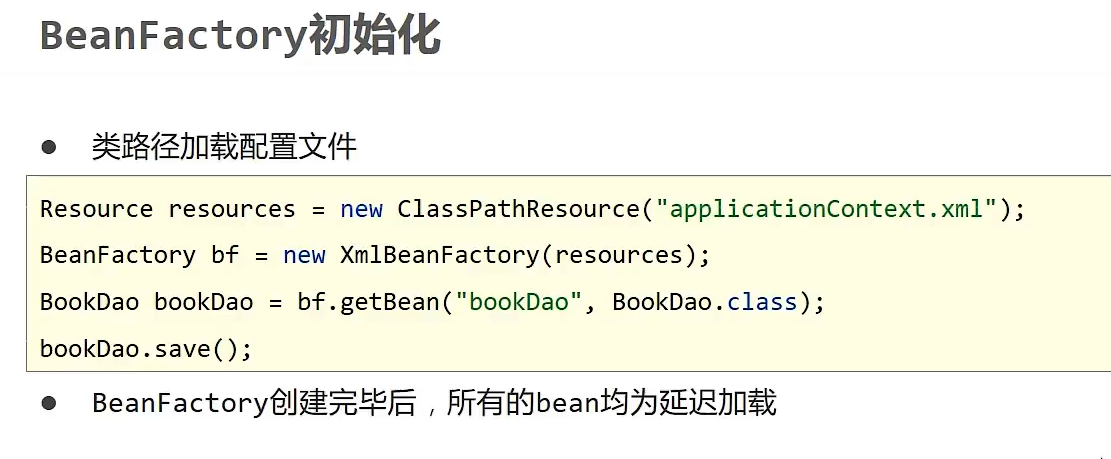 BeanFactory初始化
● 类路径加载配置文件
Resource resources = new ClassPathResource("applicationContext.xml");
BeanFactory bf = new XmlBeanFactory(resources);
BookDao bookDao = bf.getBean("bookDao", BookDao.class);
bookDao.save();
● BeanFactory创建完毕后，所有的bean均为延迟加载